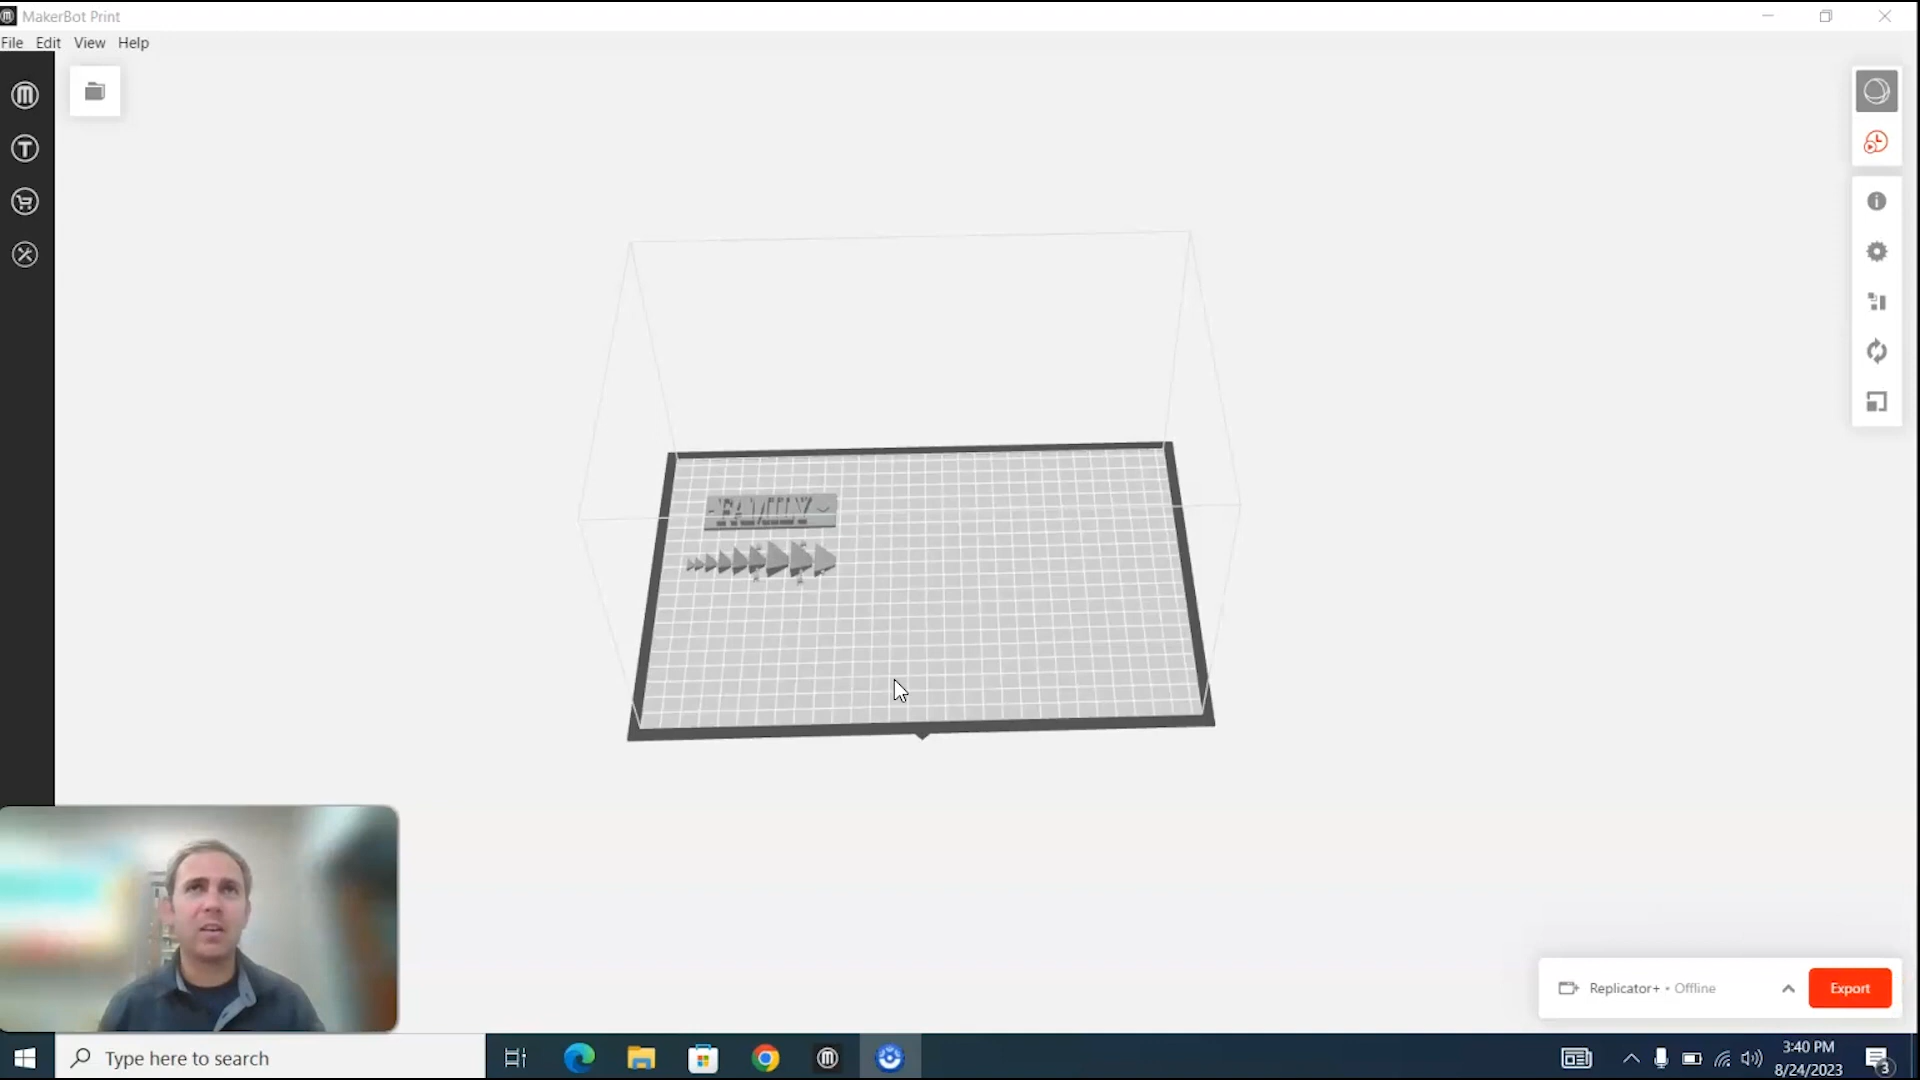 MakerBot Print
File Edit View Help
FAMILY
Replicator+ • Offline
Export
Type here to search
3:40 PM
8/24/2023
3